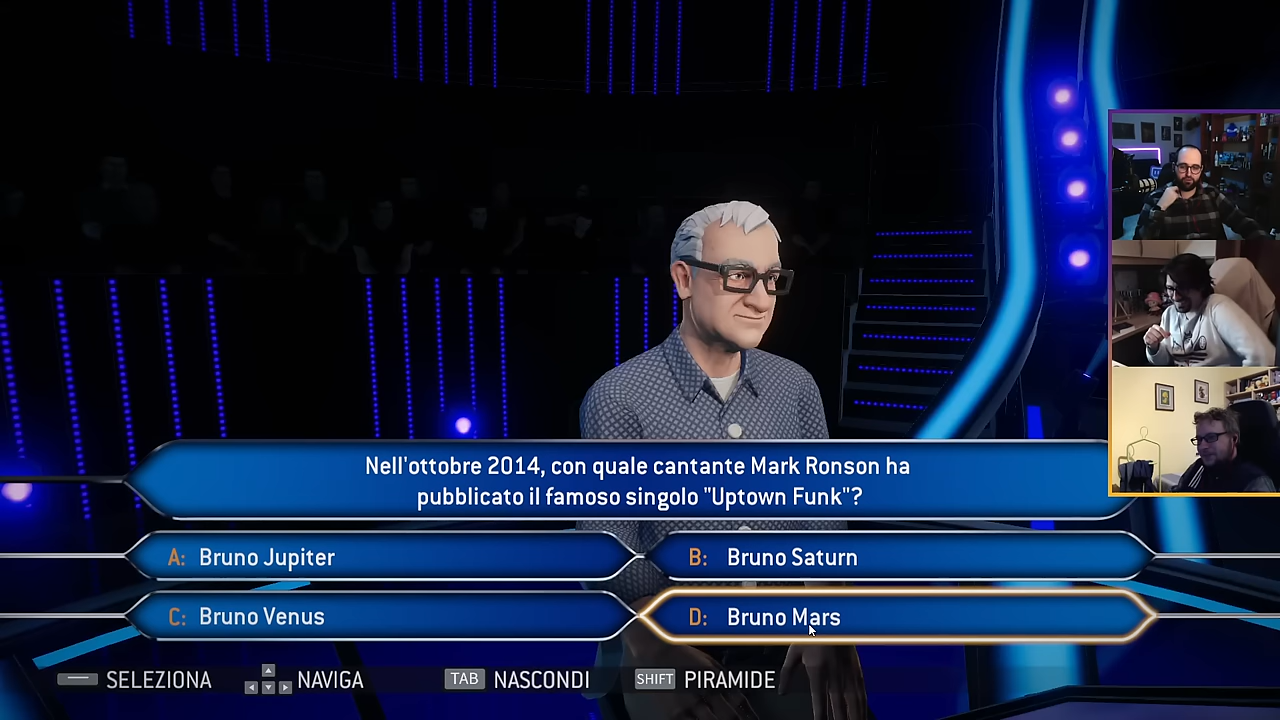 Nell'ottobre 2014, con quale cantante Mark Ronson ha
pubblicato il famoso singolo "Uptown Funk"?
A: Bruno Jupiter
B: Bruno Saturn
C: Bruno Venus
D: Bruno Mars
SELEZIONA NAVIGA TAB NASCONDI SHIFT PIRAMIDE